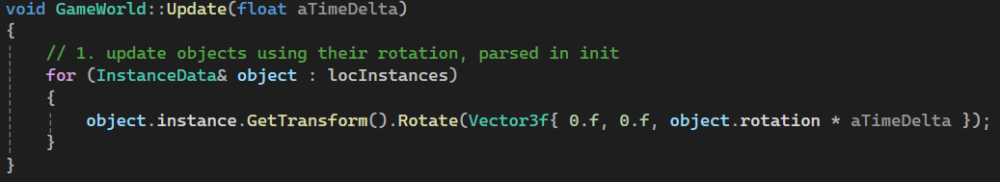 void GameWorld::Update(float aTimeDelta)
{
    // 1. update objects using their rotation, parsed in init
    for (InstanceData& object : locInstances)
    {
        object.instance.GetTransform().Rotate(Vector3f{ 0.f, 0.f, object.rotation * aTimeDelta });
    }
}